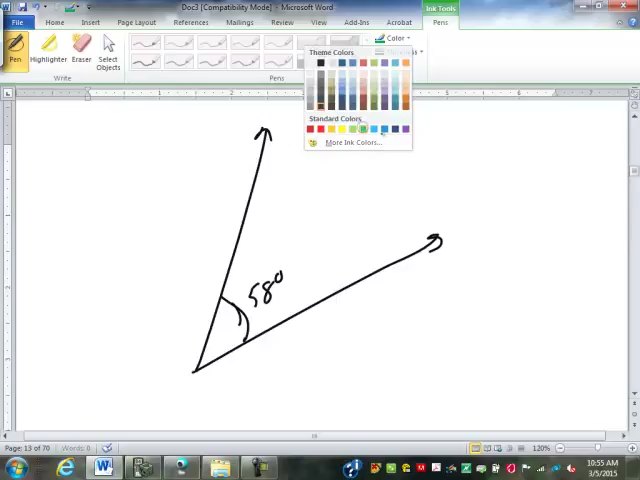 Doc3 [Compatibility Mode] - Microsoft Word
Ink Tools
File
Home
Insert
Page Layout
References
Mailings
Review
View
Add-Ins
Acrobat
Pens
Pen
Highlighter
Eraser
Select Objects
Color
Write
Pens
Theme Colors
Standard Colors
More Ink Colors...
58°
Page: 13 of 70
Words: 0
120%
10:55 AM
3/5/2015